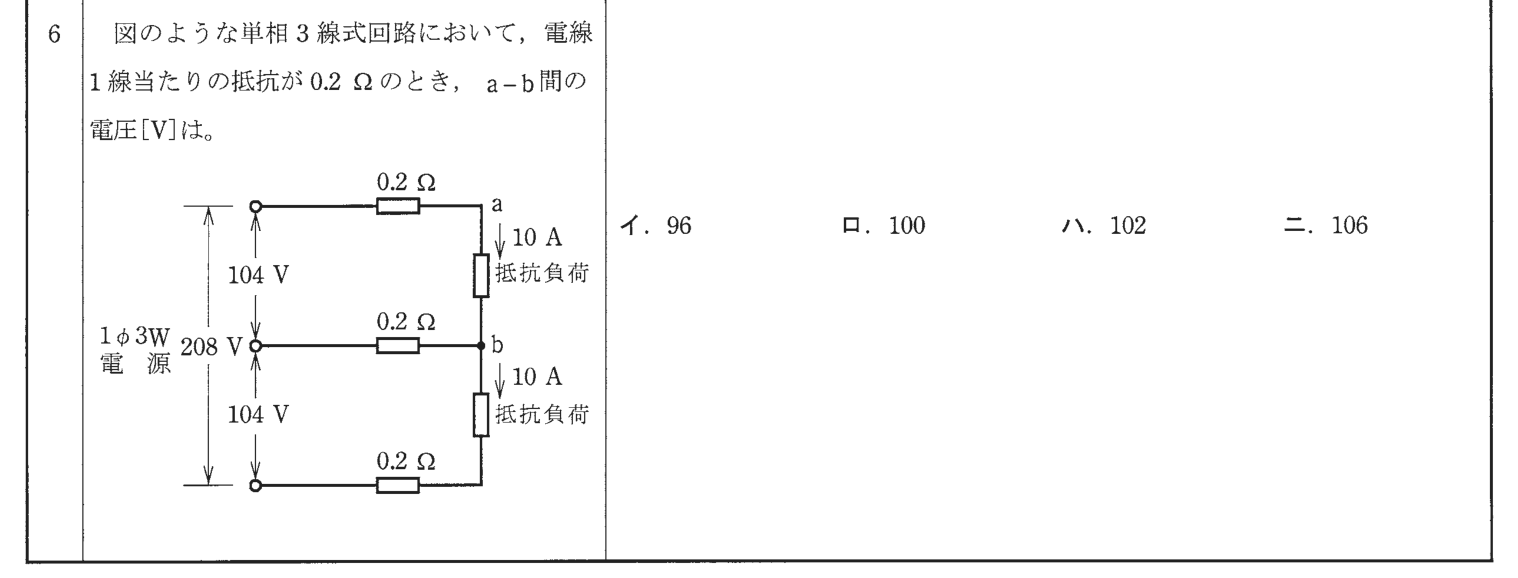 6
図のような単相3線式回路において，電線
1線当たりの抵抗が0.2 Ωのとき， a－b間の
電圧[V]は。
0.2 Ω
a
10 A
抵抗負荷
104 V
0.2 Ω
1φ3W
電　源
208 V
b
10 A
抵抗負荷
104 V
0.2 Ω
イ．96　ロ．100　ハ．102　ニ．106